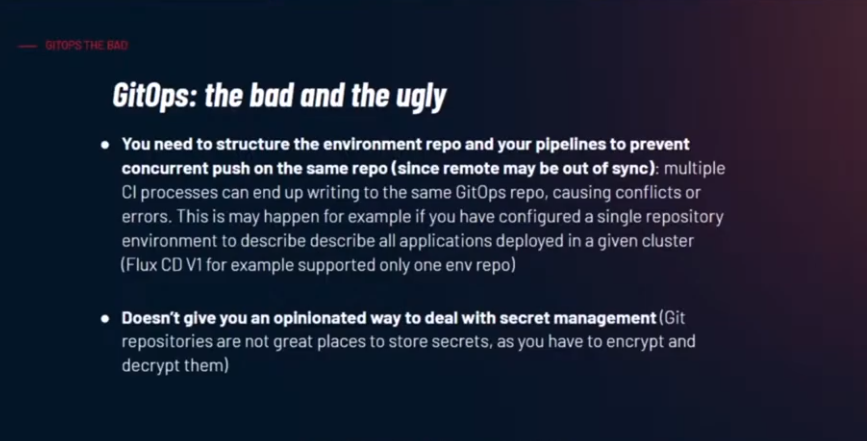 GITOPS THE BAD
GitOps: the bad and the ugly
● You need to structure the environment repo and your pipelines to prevent
concurrent push on the same repo (since remote may be out of sync): multiple
CI processes can end up writing to the same GitOps repo, causing conflicts or
errors. This is may happen for example if you have configured a single repository
environment to describe describe all applications deployed in a given cluster
(Flux CD V1 for example supported only one env repo)
● Doesn't give you an opinionated way to deal with secret management (Git
repositories are not great places to store secrets, as you have to encrypt and
decrypt them)